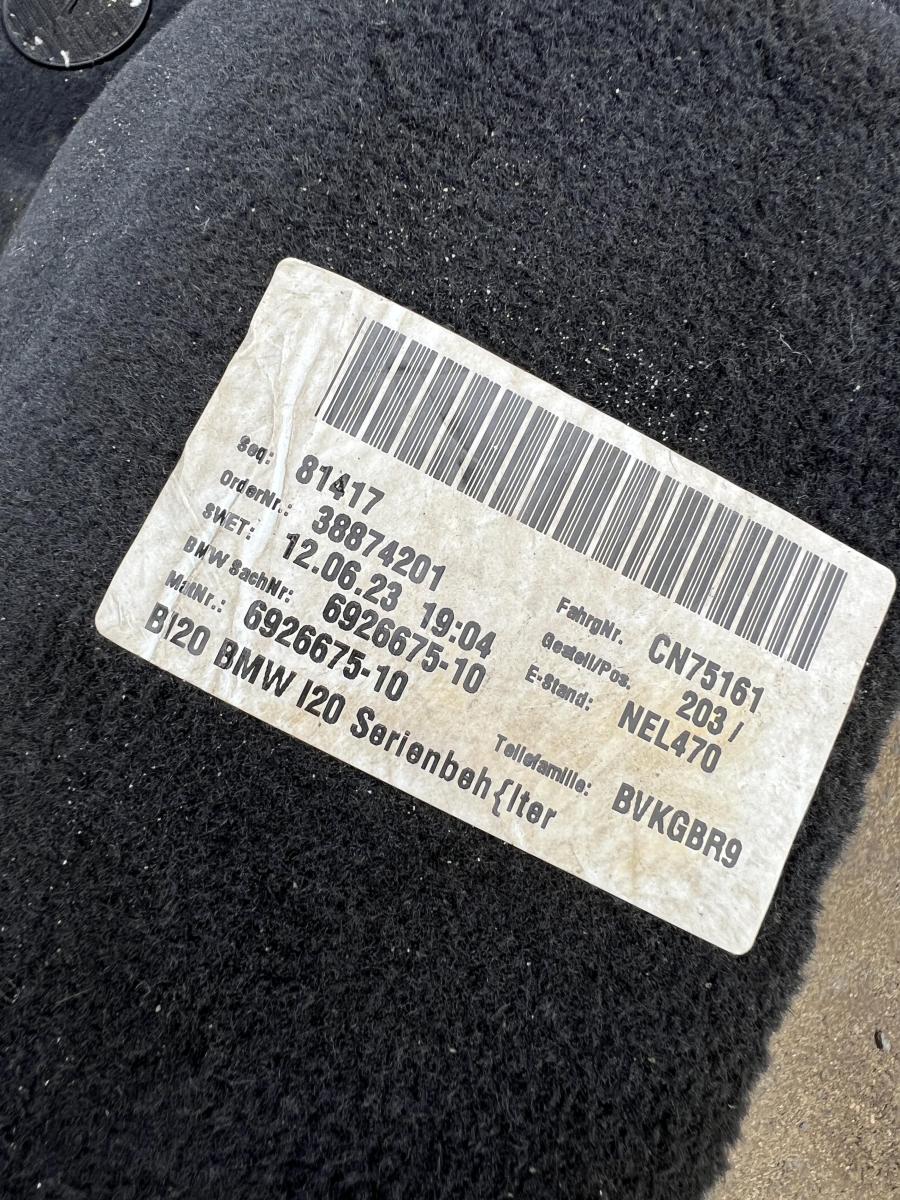 Seq: 81417
OrderNr.: 38874201
SWET: 12.06.23 19:04
BMW SachNr: 6926675-10
MatNr.: 6926675-10
BI20 BMW I20 Serienbeh{lter
FahrgNr. CN75161
Gestell/Pos. 203 /
E-Stand: NEL470
Teilefamilie: BVKGBR9